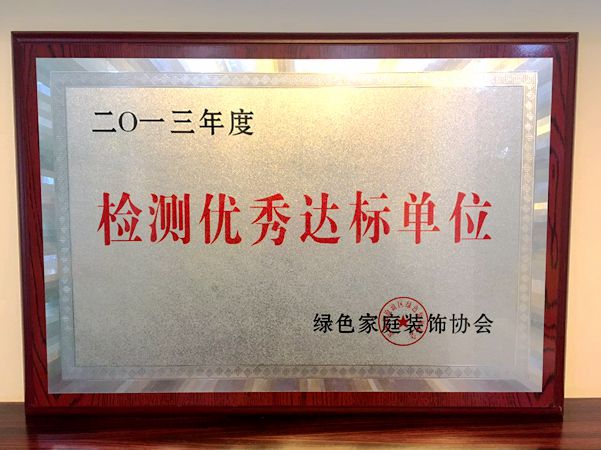 二〇一三年度
检测优秀达标单位
绿色家庭装饰协会